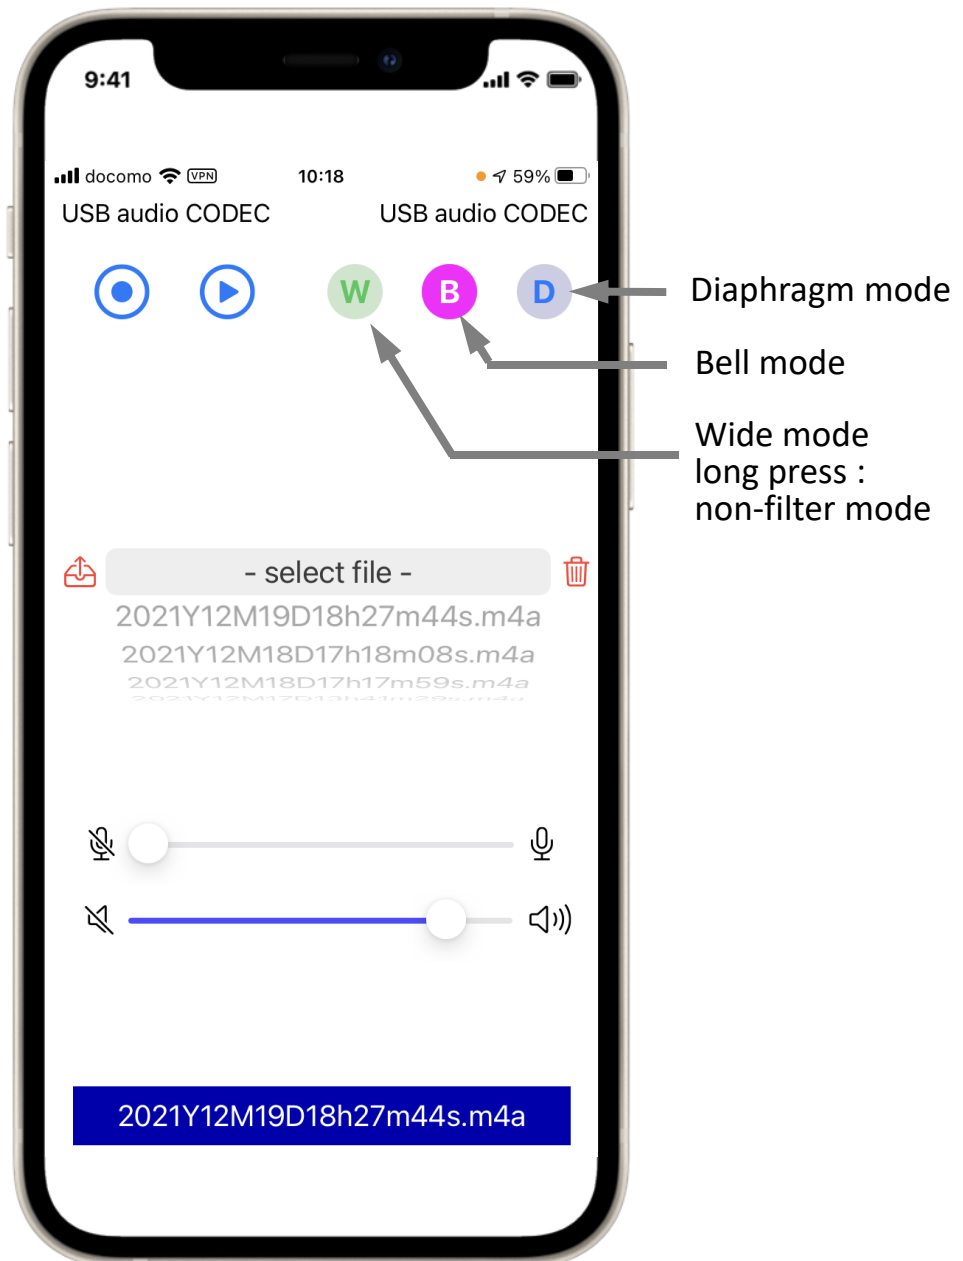 9:41
docomo VPN 10:18 59%
USB audio CODEC USB audio CODEC
W B D
Diaphragm mode
Bell mode
Wide mode
long press :
non-filter mode
- select file -
2021Y12M19D18h27m44s.m4a
2021Y12M18D17h18m08s.m4a
2021Y12M18D17h17m59s.m4a
2021Y12M19D18h27m44s.m4a